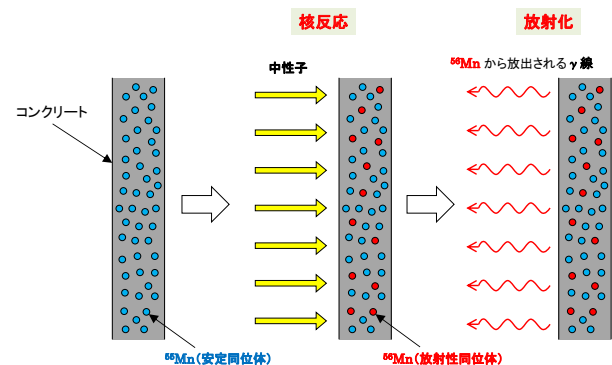 核反応
放射化
中性子
⁵⁶Mn から放出される γ 線
コンクリート
⁵⁵Mn(安定同位体)
⁵⁶Mn(放射性同位体)